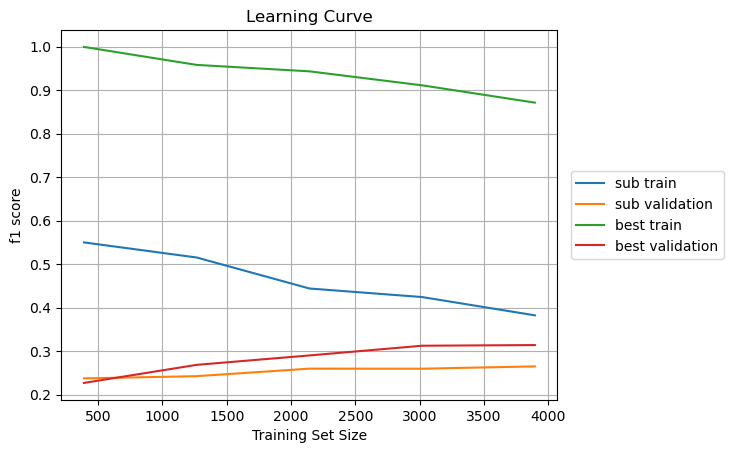 Learning Curve
1.0
0.9
0.8
0.7
0.6
0.5
0.4
0.3
0.2
f1 score
500
1000
1500
2000
2500
3000
3500
4000
Training Set Size
sub train
sub validation
best train
best validation